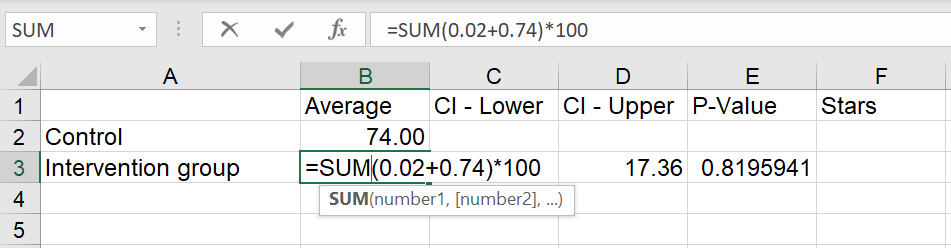 SUM fx =SUM(0.02+0.74)*100
A B C D E F
1 Average CI - Lower CI - Upper P-Value Stars
2 Control 74.00
3 Intervention group =SUM(0.02+0.74)*100 17.36 0.8195941
4 SUM(number1, [number2], ...)
5